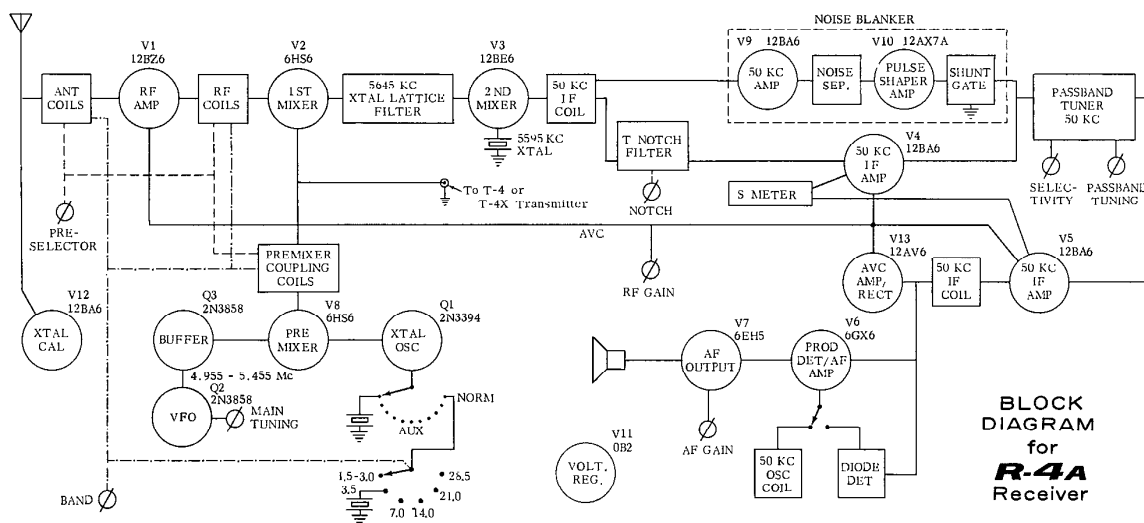 NOISE BLANKER
V1
12BZ6
V2
6HS6
V3
12BE6
V9 12BA6
V10 12AX7A
ANT
COILS
RF
AMP
RF
COILS
1ST
MIXER
5645 KC
XTAL LATTICE
FILTER
2ND
MIXER
50 KC
IF
COIL
50 KC
AMP
NOISE
SEP.
PULSE
SHAPER
AMP
SHUNT
GATE
PASSBAND
TUNER
50 KC
5595 KC
XTAL
T NOTCH
FILTER
V4
12BA6
50 KC
IF
AMP
To T-4 or
T-4X Transmitter
NOTCH
S METER
SELEC-
TIVITY
PASSBAND
TUNING
PRE-
SELECTOR
AVC
PREMIXER
COUPLING
COILS
RF GAIN
V13
12AV6
AVC
AMP/
RECT
50 KC
IF
COIL
V5
12BA6
50 KC
IF
AMP
V12
12BA6
XTAL
CAL
Q3
2N3858
BUFFER
V8
6HS6
PRE
MIXER
Q1
2N3394
XTAL
OSC
V7
6EH5
AF
OUTPUT
V6
6GX6
PROD
DET/AF
AMP
4.955 - 5.455 Mc
Q2
2N3858
VFO
MAIN
TUNING
NORM
AUX
AF GAIN
V11
0B2
VOLT.
REG.
50 KC
OSC
COIL
DIODE
DET
BAND
1.5-3.0
3.5
7.0
14.0
21.0
28.5
BLOCK
DIAGRAM
for
R-4A
Receiver